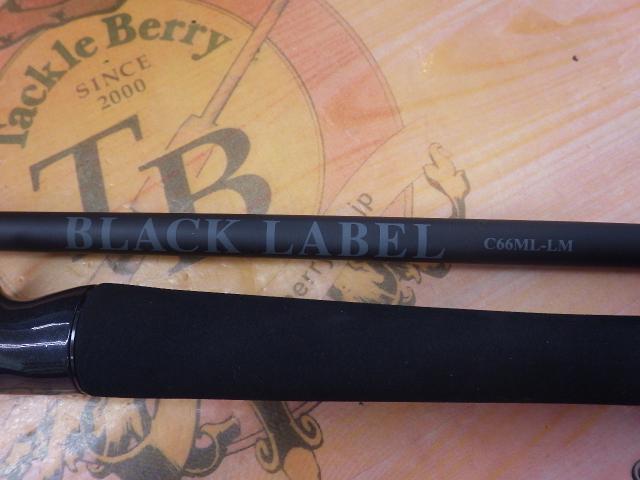 Tackle Berry
SINCE
2000
TB
BLACK LABEL C66ML-LM